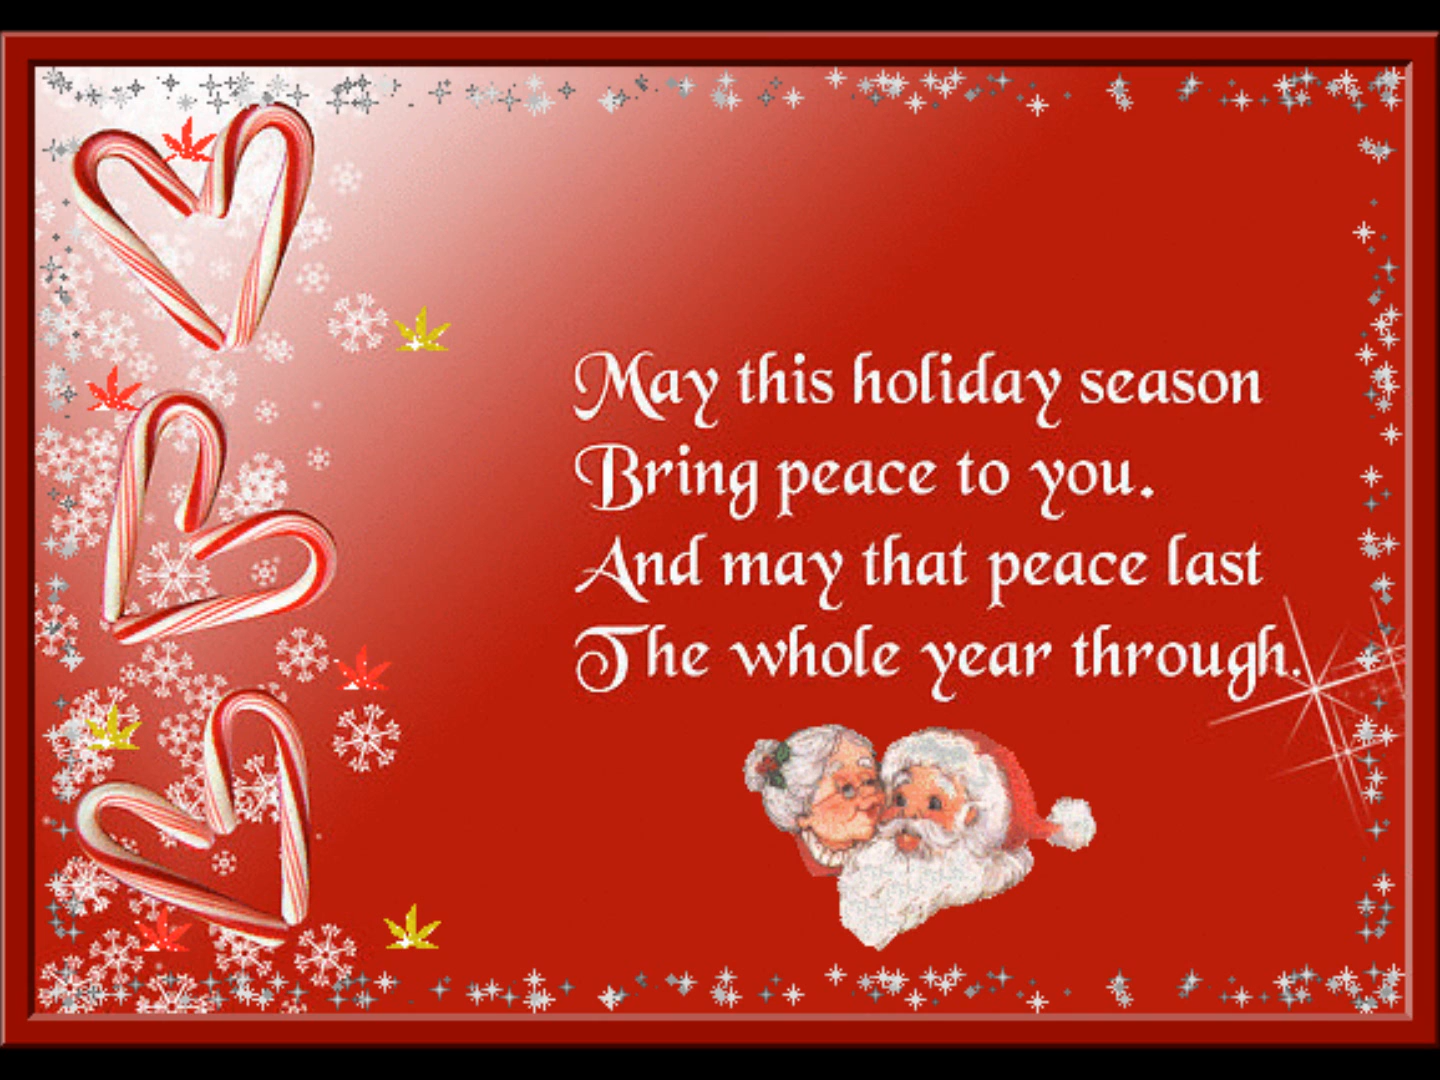 May this holiday season
Bring peace to you.
And may that peace last
The whole year through.